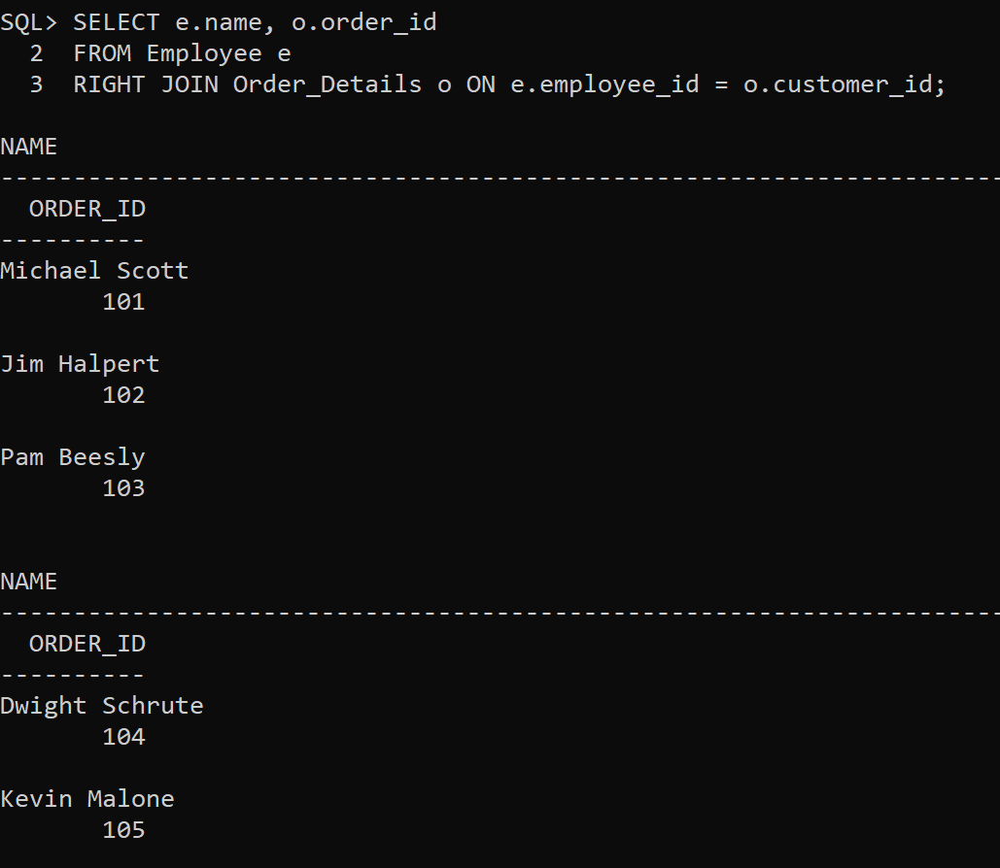 SQL> SELECT e.name, o.order_id
  2  FROM Employee e
  3  RIGHT JOIN Order_Details o ON e.employee_id = o.customer_id;
NAME
---------------------------------------------------------------------
  ORDER_ID
----------
Michael Scott
       101
Jim Halpert
       102
Pam Beesly
       103
NAME
---------------------------------------------------------------------
  ORDER_ID
----------
Dwight Schrute
       104
Kevin Malone
       105